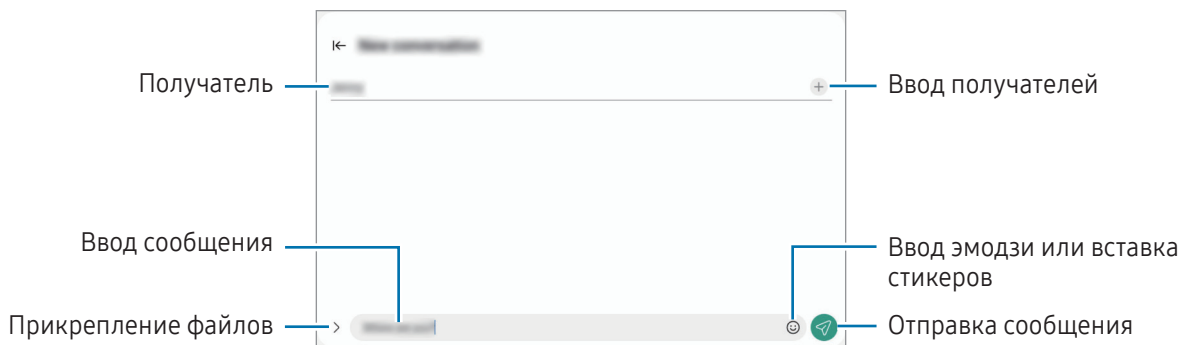 Получатель
Ввод получателей
Ввод сообщения
Ввод эмодзи или вставка
стикеров
Прикрепление файлов
Отправка сообщения